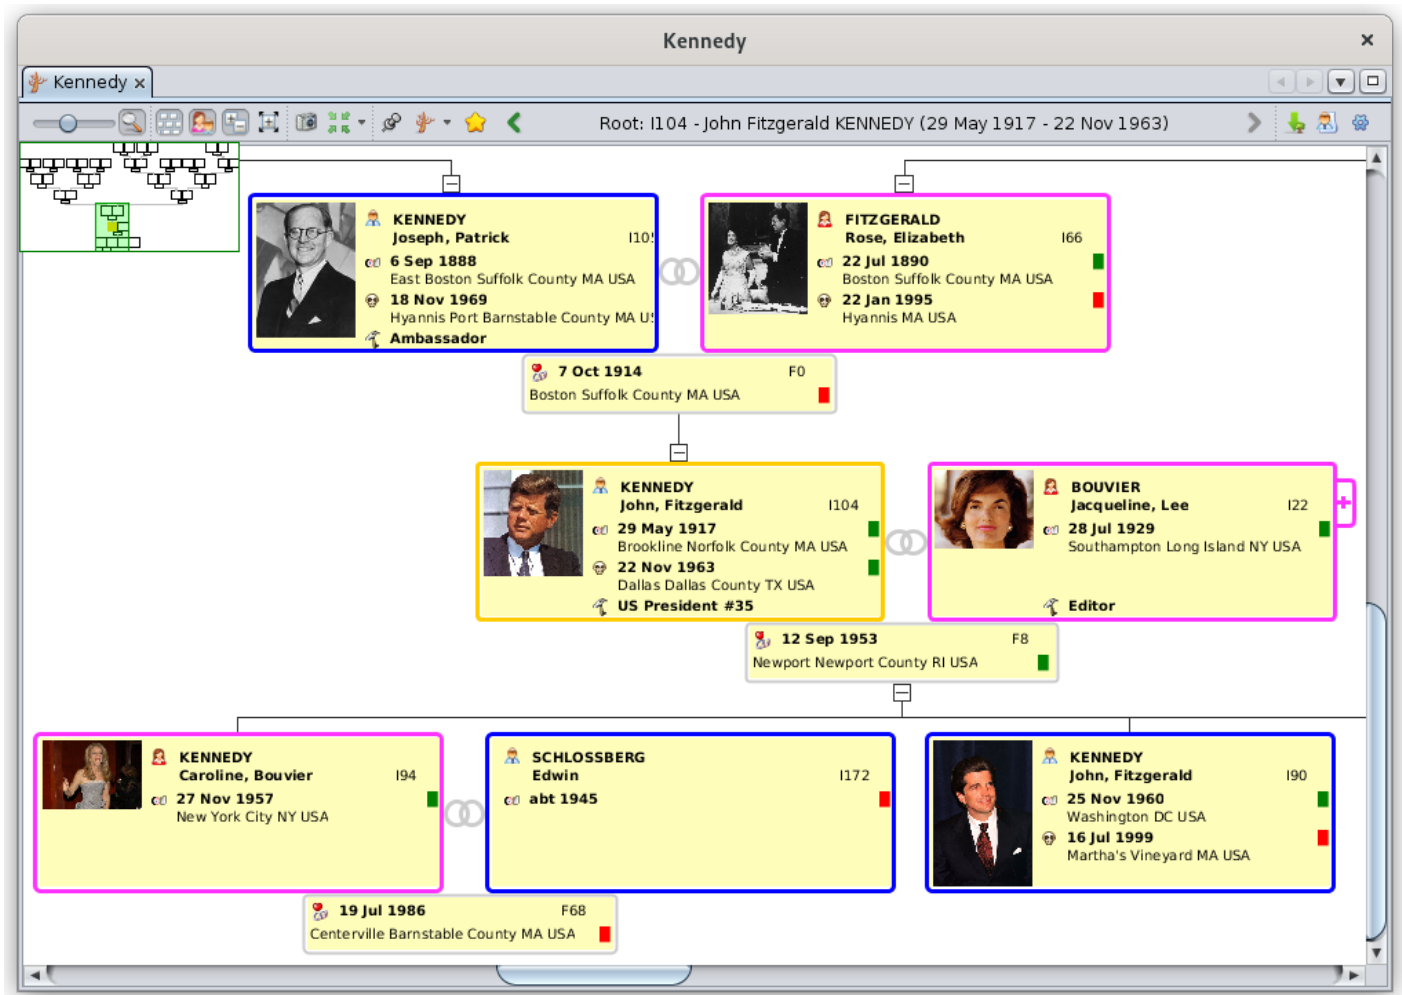 Kennedy
Kennedy
Root: I104 - John Fitzgerald KENNEDY (29 May 1917 - 22 Nov 1963)
KENNEDY
Joseph, Patrick I10
6 Sep 1888
East Boston Suffolk County MA USA
18 Nov 1969
Hyannis Port Barnstable County MA U
Ambassador
FITZGERALD
Rose, Elizabeth I66
22 Jul 1890
Boston Suffolk County MA USA
22 Jan 1995
Hyannis MA USA
7 Oct 1914 F0
Boston Suffolk County MA USA
KENNEDY
John, Fitzgerald I104
29 May 1917
Brookline Norfolk County MA USA
22 Nov 1963
Dallas Dallas County TX USA
US President #35
BOUVIER
Jacqueline, Lee I22
28 Jul 1929
Southampton Long Island NY USA
Editor
12 Sep 1953 F8
Newport Newport County RI USA
KENNEDY
Caroline, Bouvier I94
27 Nov 1957
New York City NY USA
SCHLOSSBERG
Edwin I172
abt 1945
KENNEDY
John, Fitzgerald I90
25 Nov 1960
Washington DC USA
16 Jul 1999
Martha's Vineyard MA USA
19 Jul 1986 F68
Centerville Barnstable County MA USA